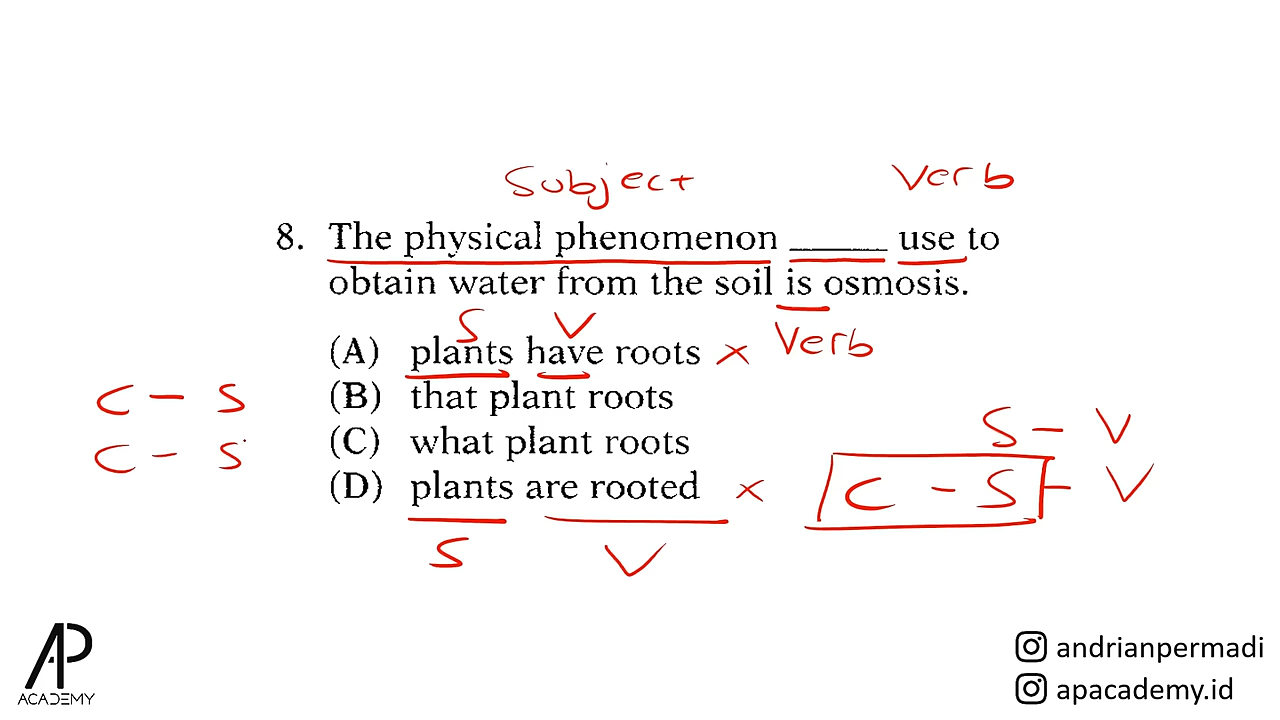 Subject Verb
8. The physical phenomenon _____ use to
obtain water from the soil is osmosis.
S V
(A) plants have roots × Verb
(B) that plant roots
(C) what plant roots
(D) plants are rooted ×
S V
C - S
C - S
S - V
C - S - V
AP
ACADEMY
andrianpermadi
apacademy.id